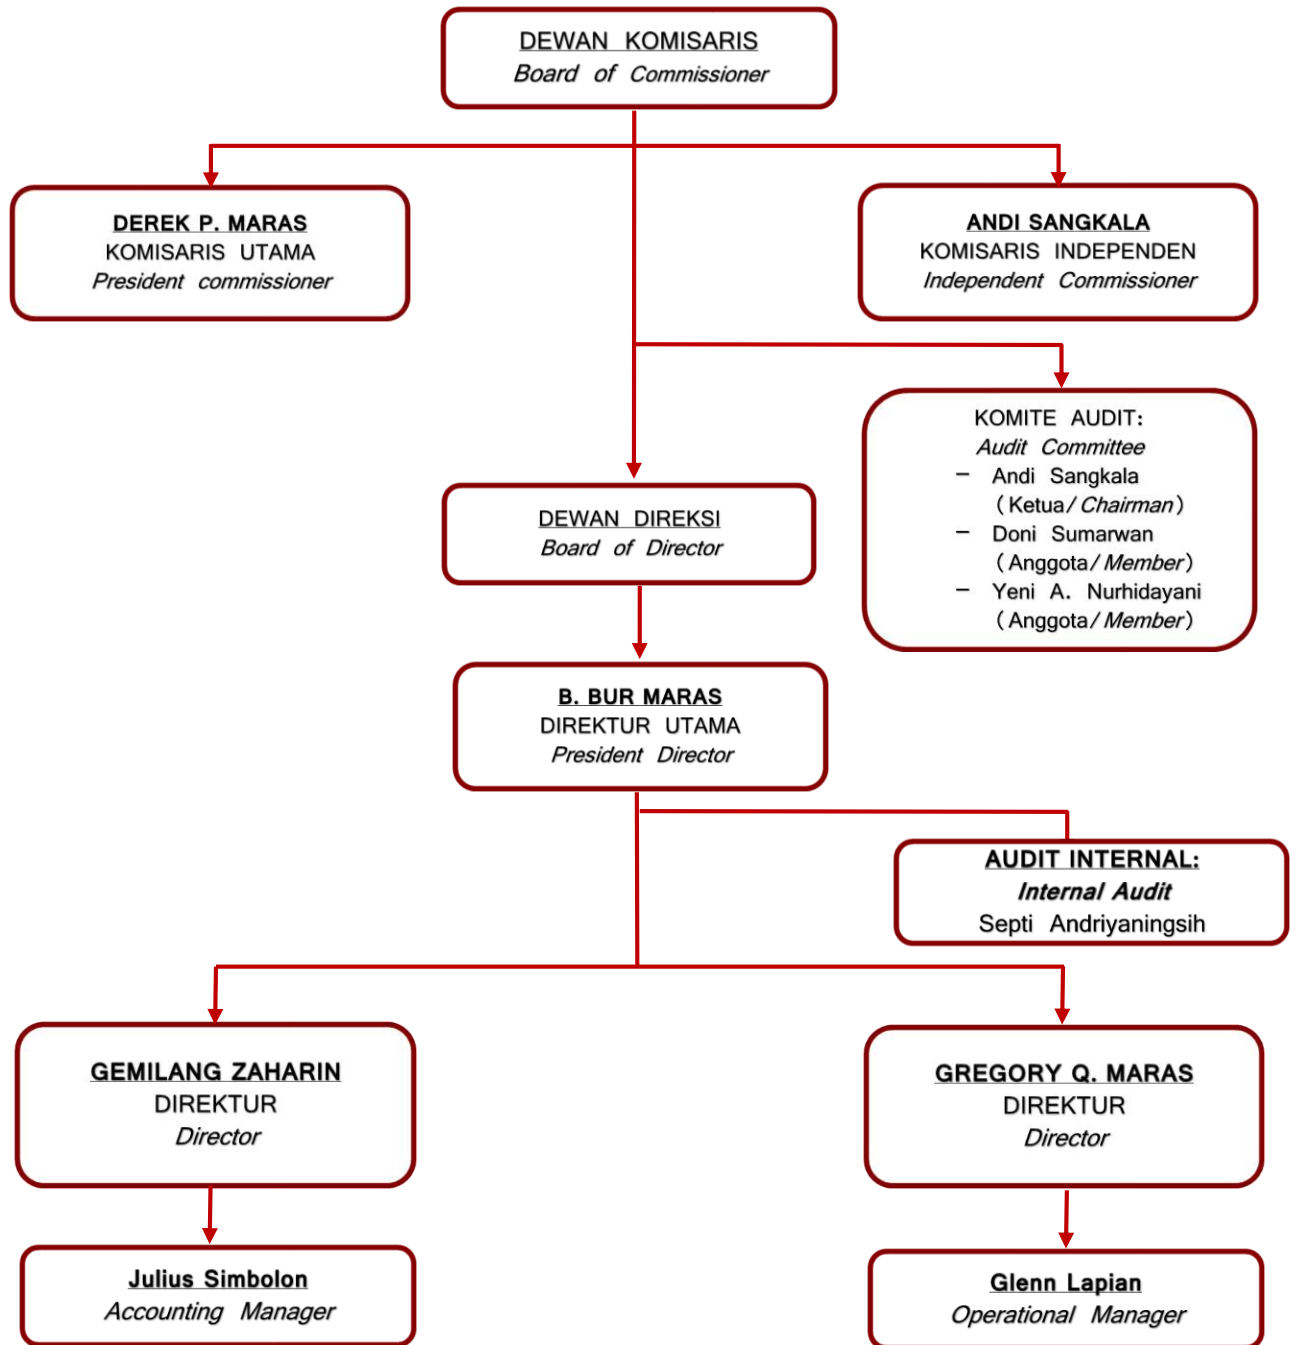 DEWAN KOMISARIS
Board of Commissioner
DEREK P. MARAS
KOMISARIS UTAMA
President commissioner
ANDI SANGKALA
KOMISARIS INDEPENDEN
Independent Commissioner
KOMITE AUDIT:
Audit Committee
- Andi Sangkala
(Ketua/Chairman)
- Doni Sumarwan
(Anggota/Member)
- Yeni A. Nurhidayani
(Anggota/Member)
DEWAN DIREKSI
Board of Director
B. BUR MARAS
DIREKTUR UTAMA
President Director
AUDIT INTERNAL:
Internal Audit
Septi Andriyaningsih
GEMILANG ZAHARIN
DIREKTUR
Director
GREGORY Q. MARAS
DIREKTUR
Director
Julius Simbolon
Accounting Manager
Glenn Lapian
Operational Manager